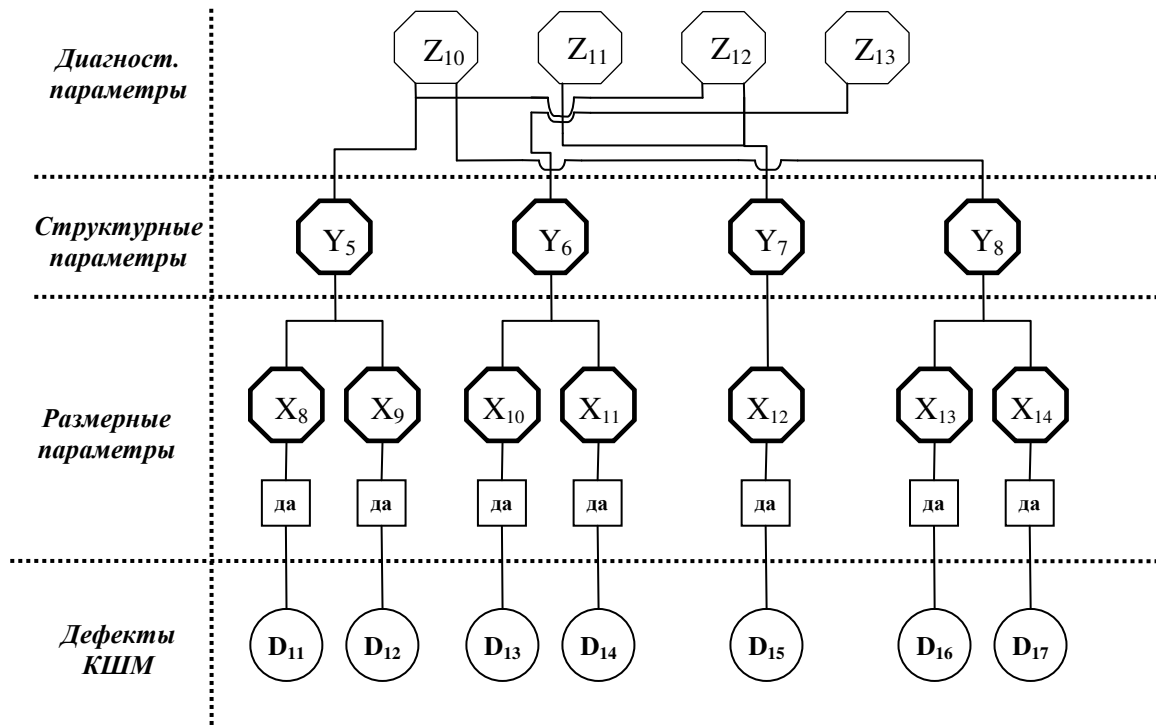 Диагност.
параметры
Z10 Z11 Z12 Z13
Структурные
параметры
Y5 Y6 Y7 Y8
Размерные
параметры
X8 X9 X10 X11 X12 X13 X14
да да да да да да да
Дефекты
КШМ
D11 D12 D13 D14 D15 D16 D17